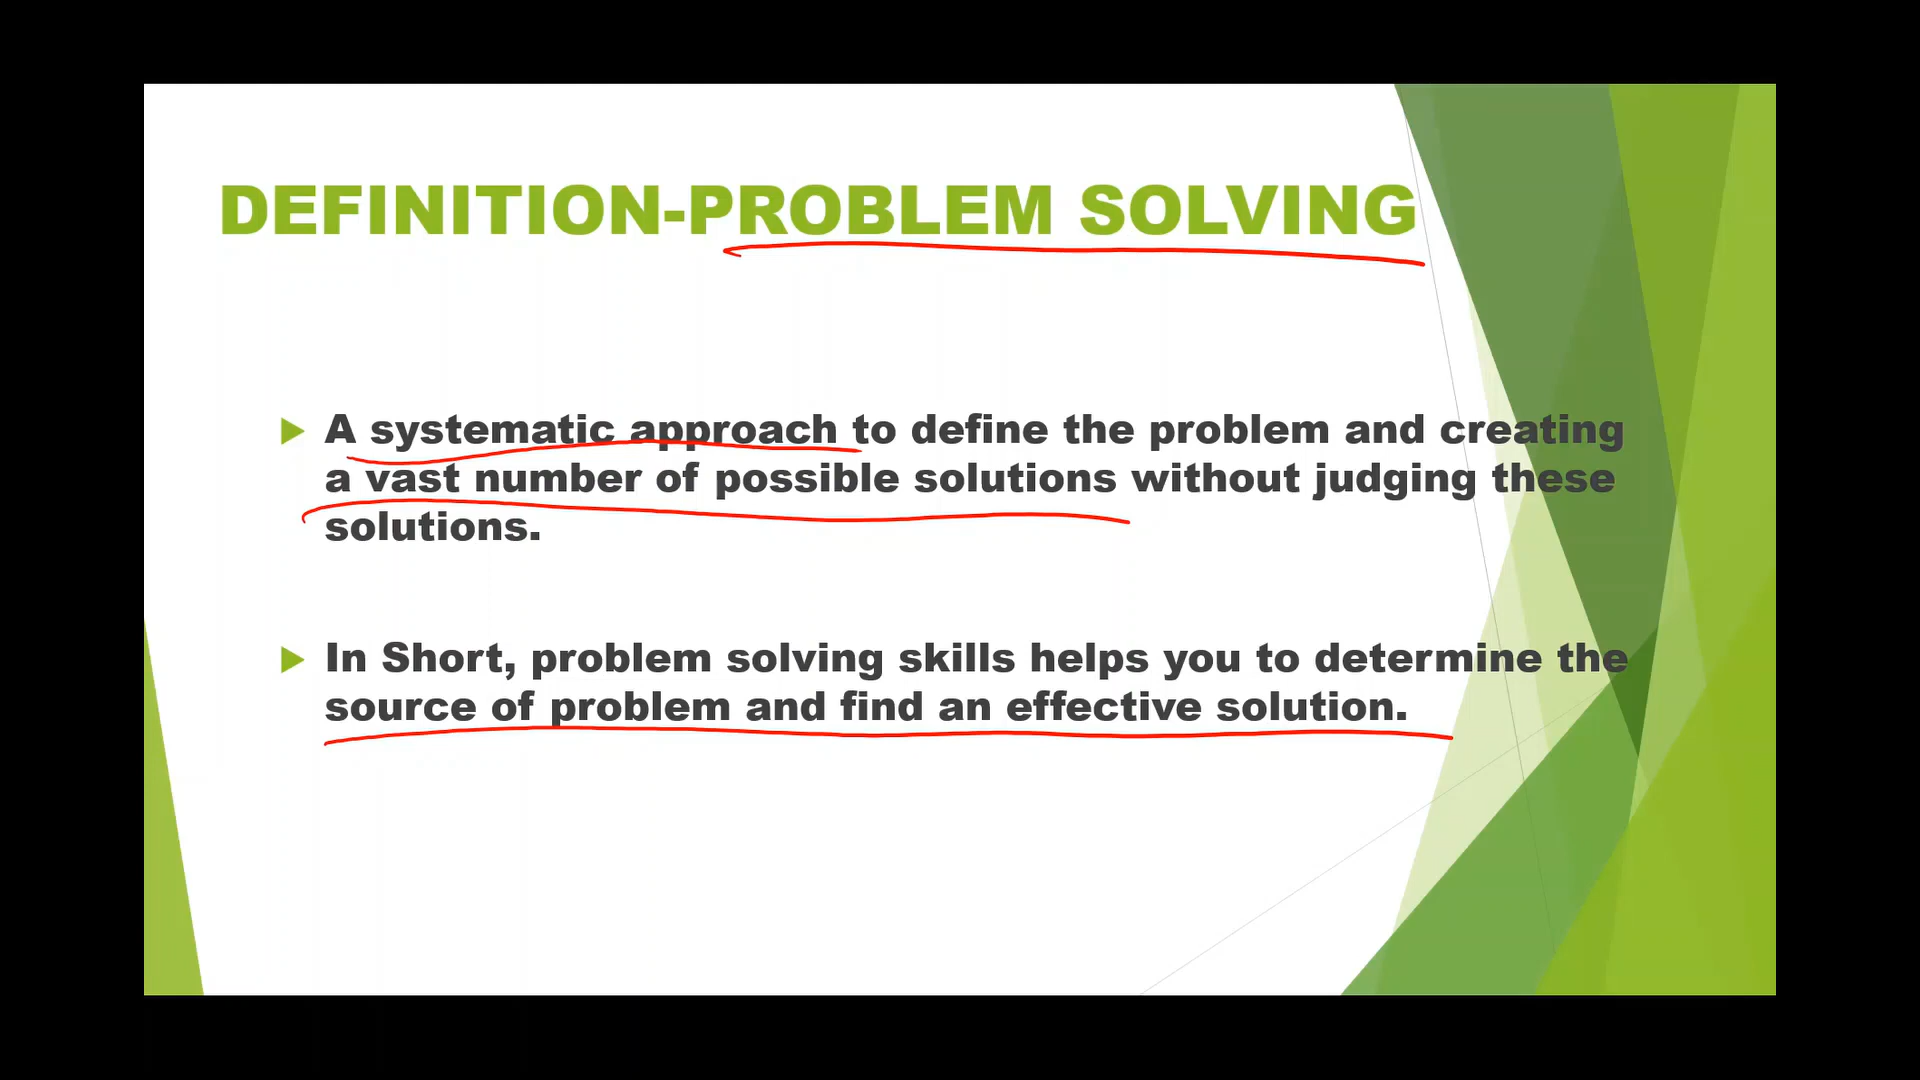 DEFINITION-PROBLEM SOLVING
A systematic approach to define the problem and creating
a vast number of possible solutions without judging these
solutions.
In Short, problem solving skills helps you to determine the
source of problem and find an effective solution.